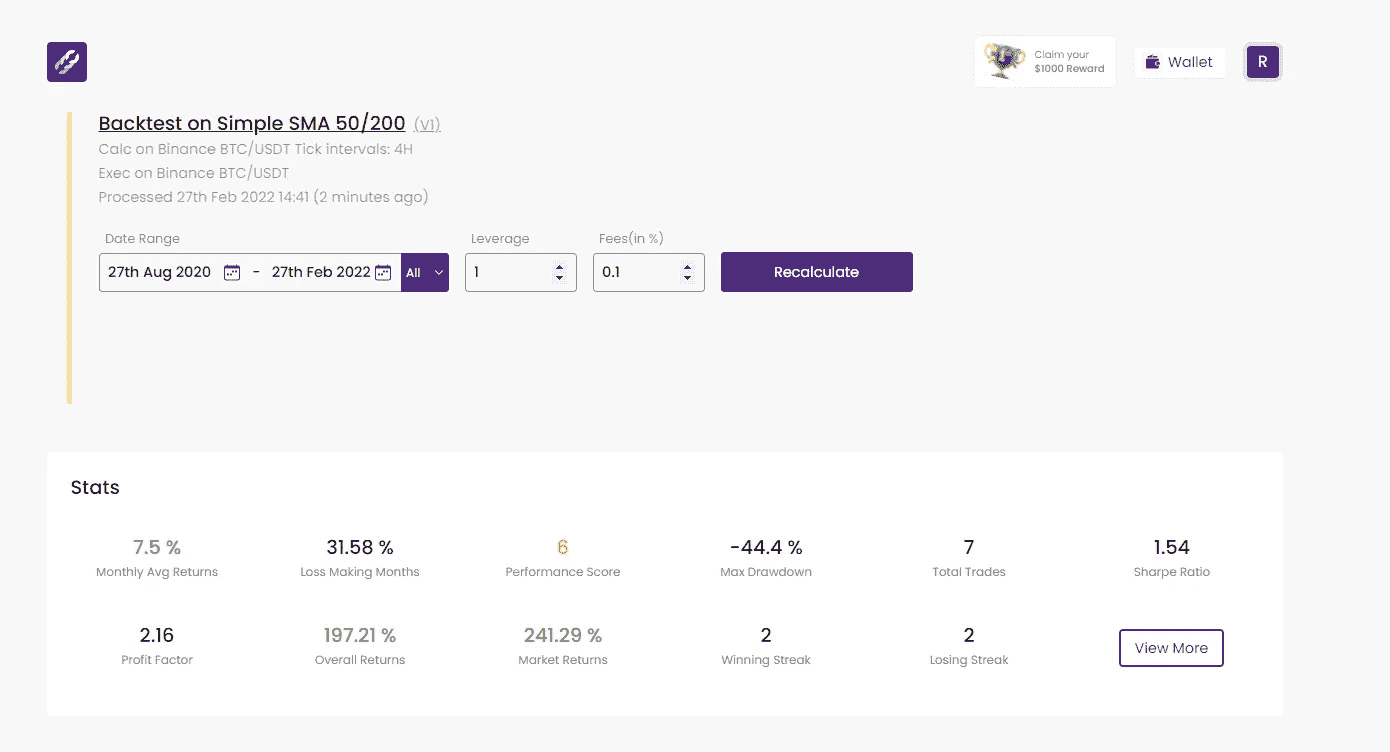 Claim your
$1000 Reward
Wallet
R
Backtest on Simple SMA 50/200 (V1)
Calc on Binance BTC/USDT Tick intervals: 4H
Exec on Binance BTC/USDT
Processed 27th Feb 2022 14:41 (2 minutes ago)
Date Range Leverage Fees(in %)
27th Aug 2020 - 27th Feb 2022 All 1 0.1 Recalculate
Stats
7.5 % 31.58 % 6 -44.4 % 7 1.54
Monthly Avg Returns Loss Making Months Performance Score Max Drawdown Total Trades Sharpe Ratio
2.16 197.21 % 241.29 % 2 2
Profit Factor Overall Returns Market Returns Winning Streak Losing Streak
View More